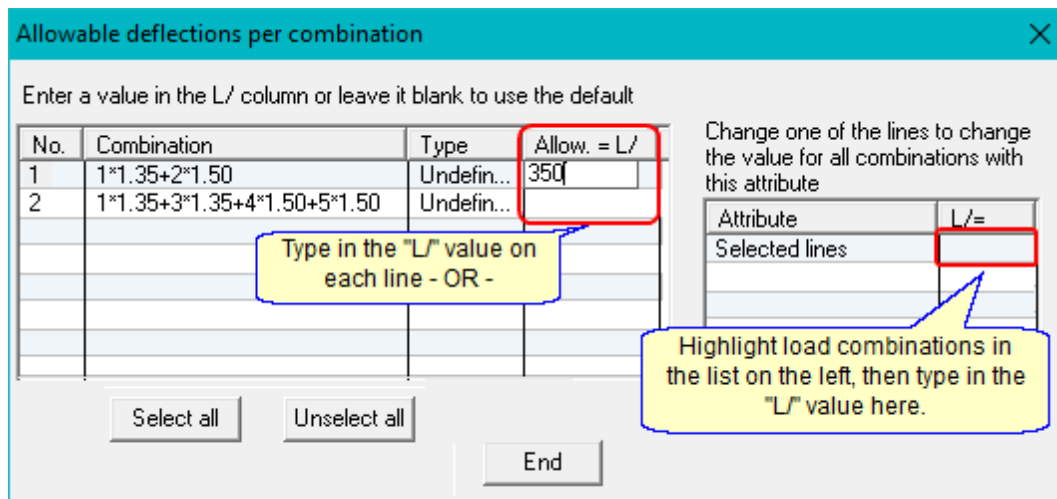 Allowable deflections per combination
Enter a value in the L/ column or leave it blank to use the default
No. Combination Type Allow. = L/
1 1*1.35+2*1.50 Undefin... 350
2 1*1.35+3*1.35+4*1.50+5*1.50 Undefin...
Type in the "L/" value on
each line - OR -
Change one of the lines to change
the value for all combinations with
this attribute
Attribute L/=
Selected lines
Highlight load combinations in
the list on the left, then type in the
"L/" value here.
Select all
Unselect all
End